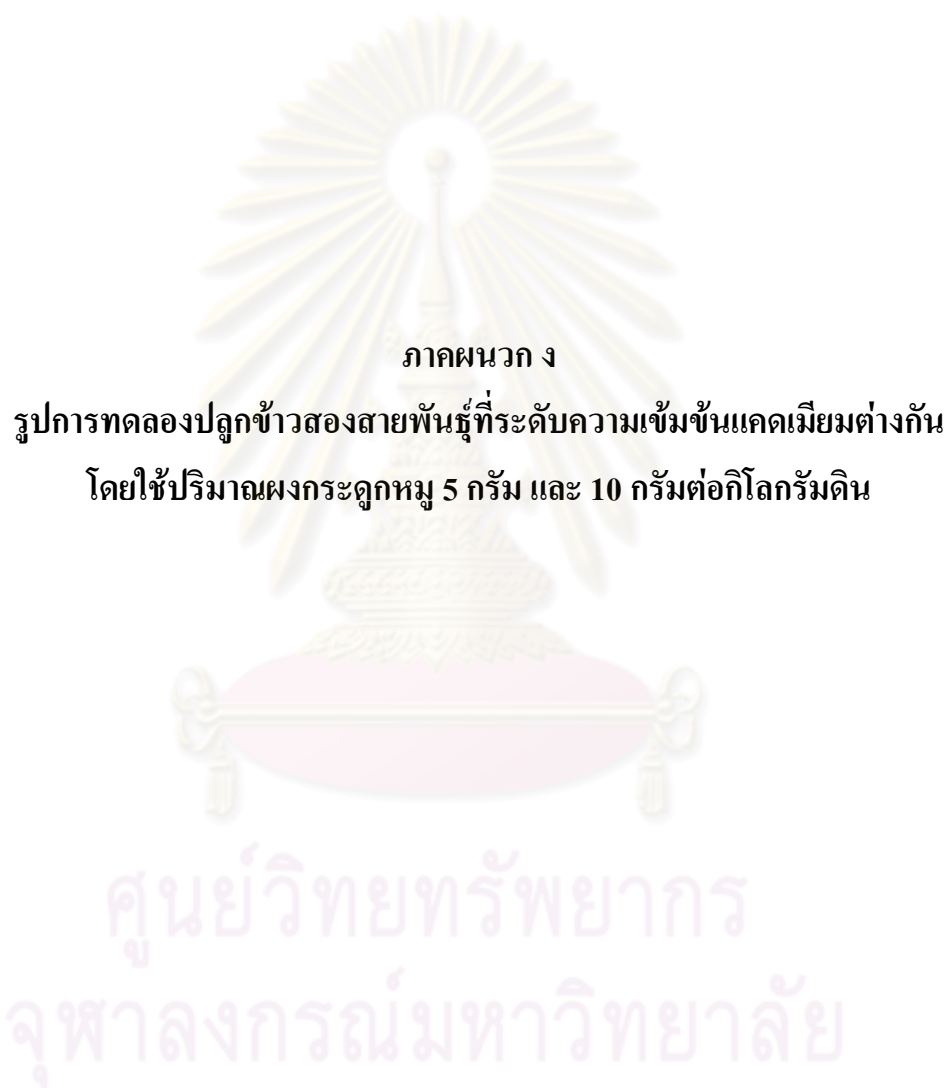 ภาคผนวก ง
รูปการทดลองปลูกข้าวสองสายพันธุ์ที่ระดับความเข้มข้นแคดเมียมต่างกัน
โดยใช้ปริมาณผงกระดูกหมู 5 กรัม และ 10 กรัมต่อกิโลกรัมดิน
ศูนย์วิทยทรัพยากร
จุฬาลงกรณ์มหาวิทยาลัย